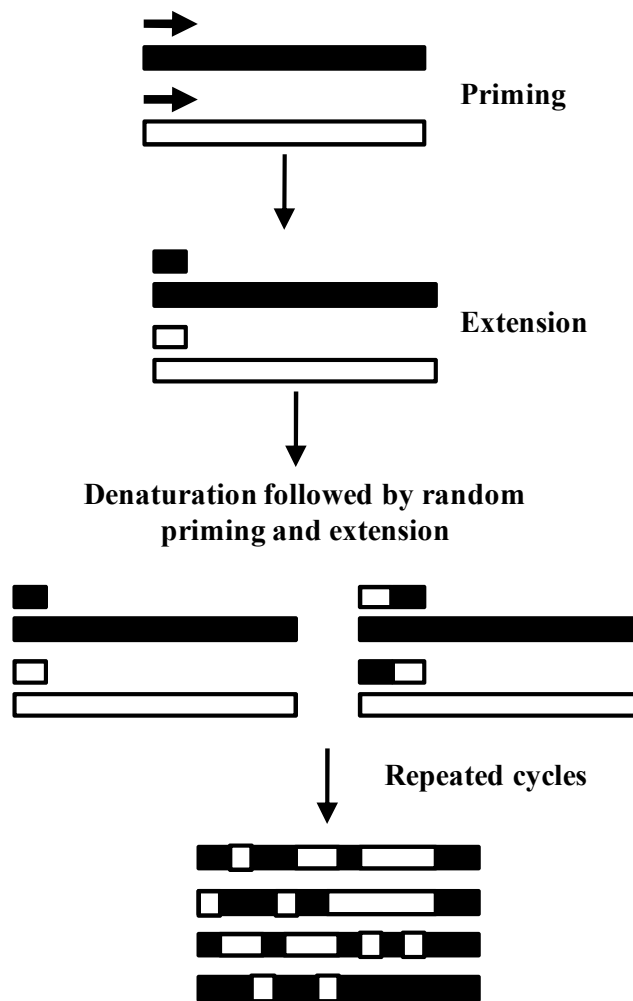 Priming
Extension
Denaturation followed by random
priming and extension
Repeated cycles